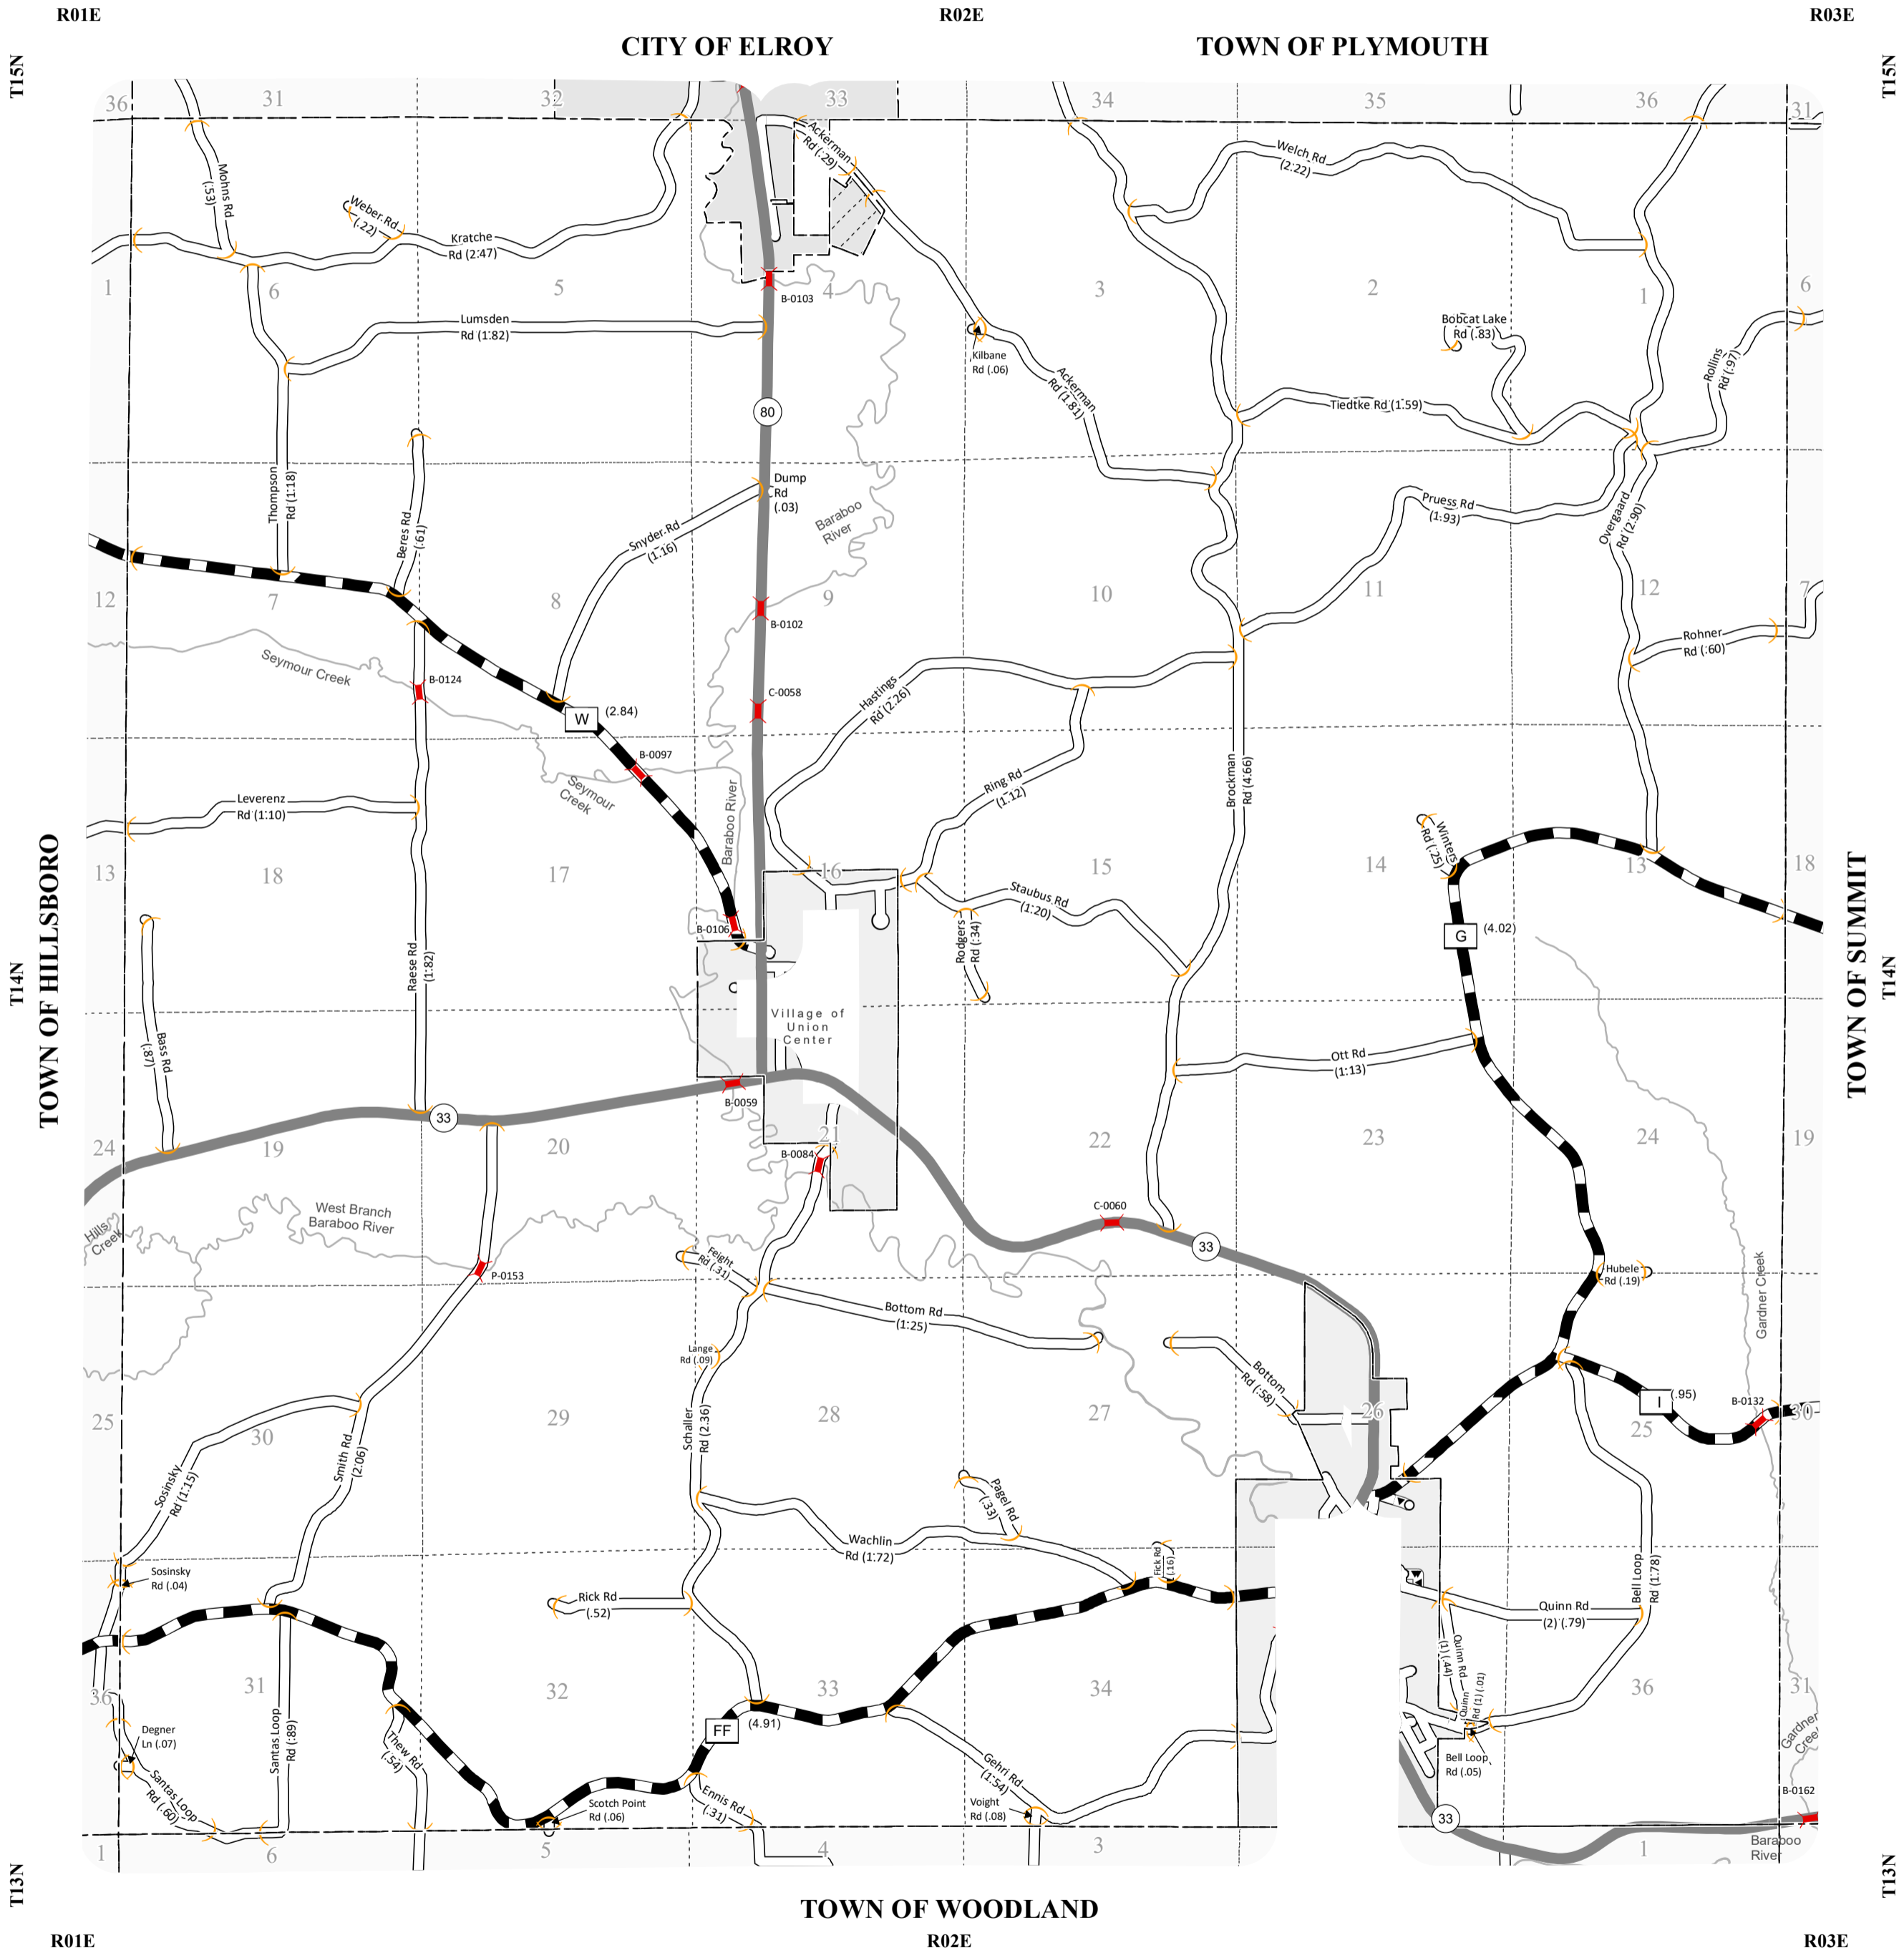 R01E
R02E
R03E
T15N
CITY OF ELROY
TOWN OF PLYMOUTH
T15N
36
31
32
33
34
35
36
31
Mohns Rd
(.53)
Weber Rd
(.22)
Kratche
Rd (2.47)
Ackerman
Rd (.29)
Welch Rd
(2.22)
1
6
5
4
3
2
1
6
B-0103
Lumsden
Rd (1.82)
Kilbane
Rd (.06)
Ackerman
Rd (1.81)
Bobcat Lake
Rd (.83)
Rollins
Rd (.97)
80
Tiedtke Rd (1.59)
Thompson
Rd (1.18)
Beres Rd
(.61)
Snyder Rd
(1.16)
Dump
Rd
(.03)
Baraboo
River
Pruess Rd
(1.93)
Overgaard
Rd (2.90)
12
7
8
9
10
11
12
7
B-0102
Rohner
Rd (.60)
Seymour Creek
B-0124
C-0058
W
(2.84)
Hastings
Rd (2.26)
B-0097
Seymour
Creek
Baraboo River
Ring Rd
(1.12)
Brockman
Rd (4.66)
Leverenz
Rd (1.10)
Winters
Rd (.25)
TOWN OF HILLSBORO
T14N
13
18
17
16
15
14
13
18
TOWN OF SUMMIT
T14N
Staubus Rd
(1.20)
B-0106
Rodgers
Rd (.34)
G
(4.02)
Raese Rd
(1.82)
Bass Rd
(.87)
Village of
Union
Center
Ott Rd
(1.13)
B-0059
33
24
19
20
21
22
23
24
19
B-0084
West Branch
Baraboo River
Hills
Creek
C-0060
33
P-0153
Feight
Rd (.31)
Hubele
Rd (.19)
Gardner Creek
Bottom Rd
(1.25)
Lange
Rd (.09)
Bottom
Rd (.58)
I
(.95)
B-0132
25
30
29
28
27
26
25
30
Schaller
Rd (2.36)
Smith Rd
(2.06)
Sosinsky
Rd (1.15)
Pagel Rd
(.33)
Wachlin
Rd (1.72)
Fick Rd
(.16)
Sosinsky
Rd (.04)
Rick Rd
(.52)
Bell Loop
Rd (1.78)
Quinn Rd
(2) (.79)
Quinn Rd
(1) (.44)
Quinn
Rd (1) (.01)
36
31
32
33
34
36
31
Degner
Ln (.07)
Santas Loop
Rd (.89)
Thew Rd
(.54)
FF
(4.91)
Gehri Rd
(1.54)
Bell Loop
Rd (.05)
Gardner
Creek
Santas Loop
Rd (.60)
Scotch Point
Rd (.06)
Ennis Rd
(.31)
Voight
Rd (.08)
33
B-0162
Baraboo
River
1
6
5
4
3
1
T13N
T13N
TOWN OF WOODLAND
R01E
R02E
R03E